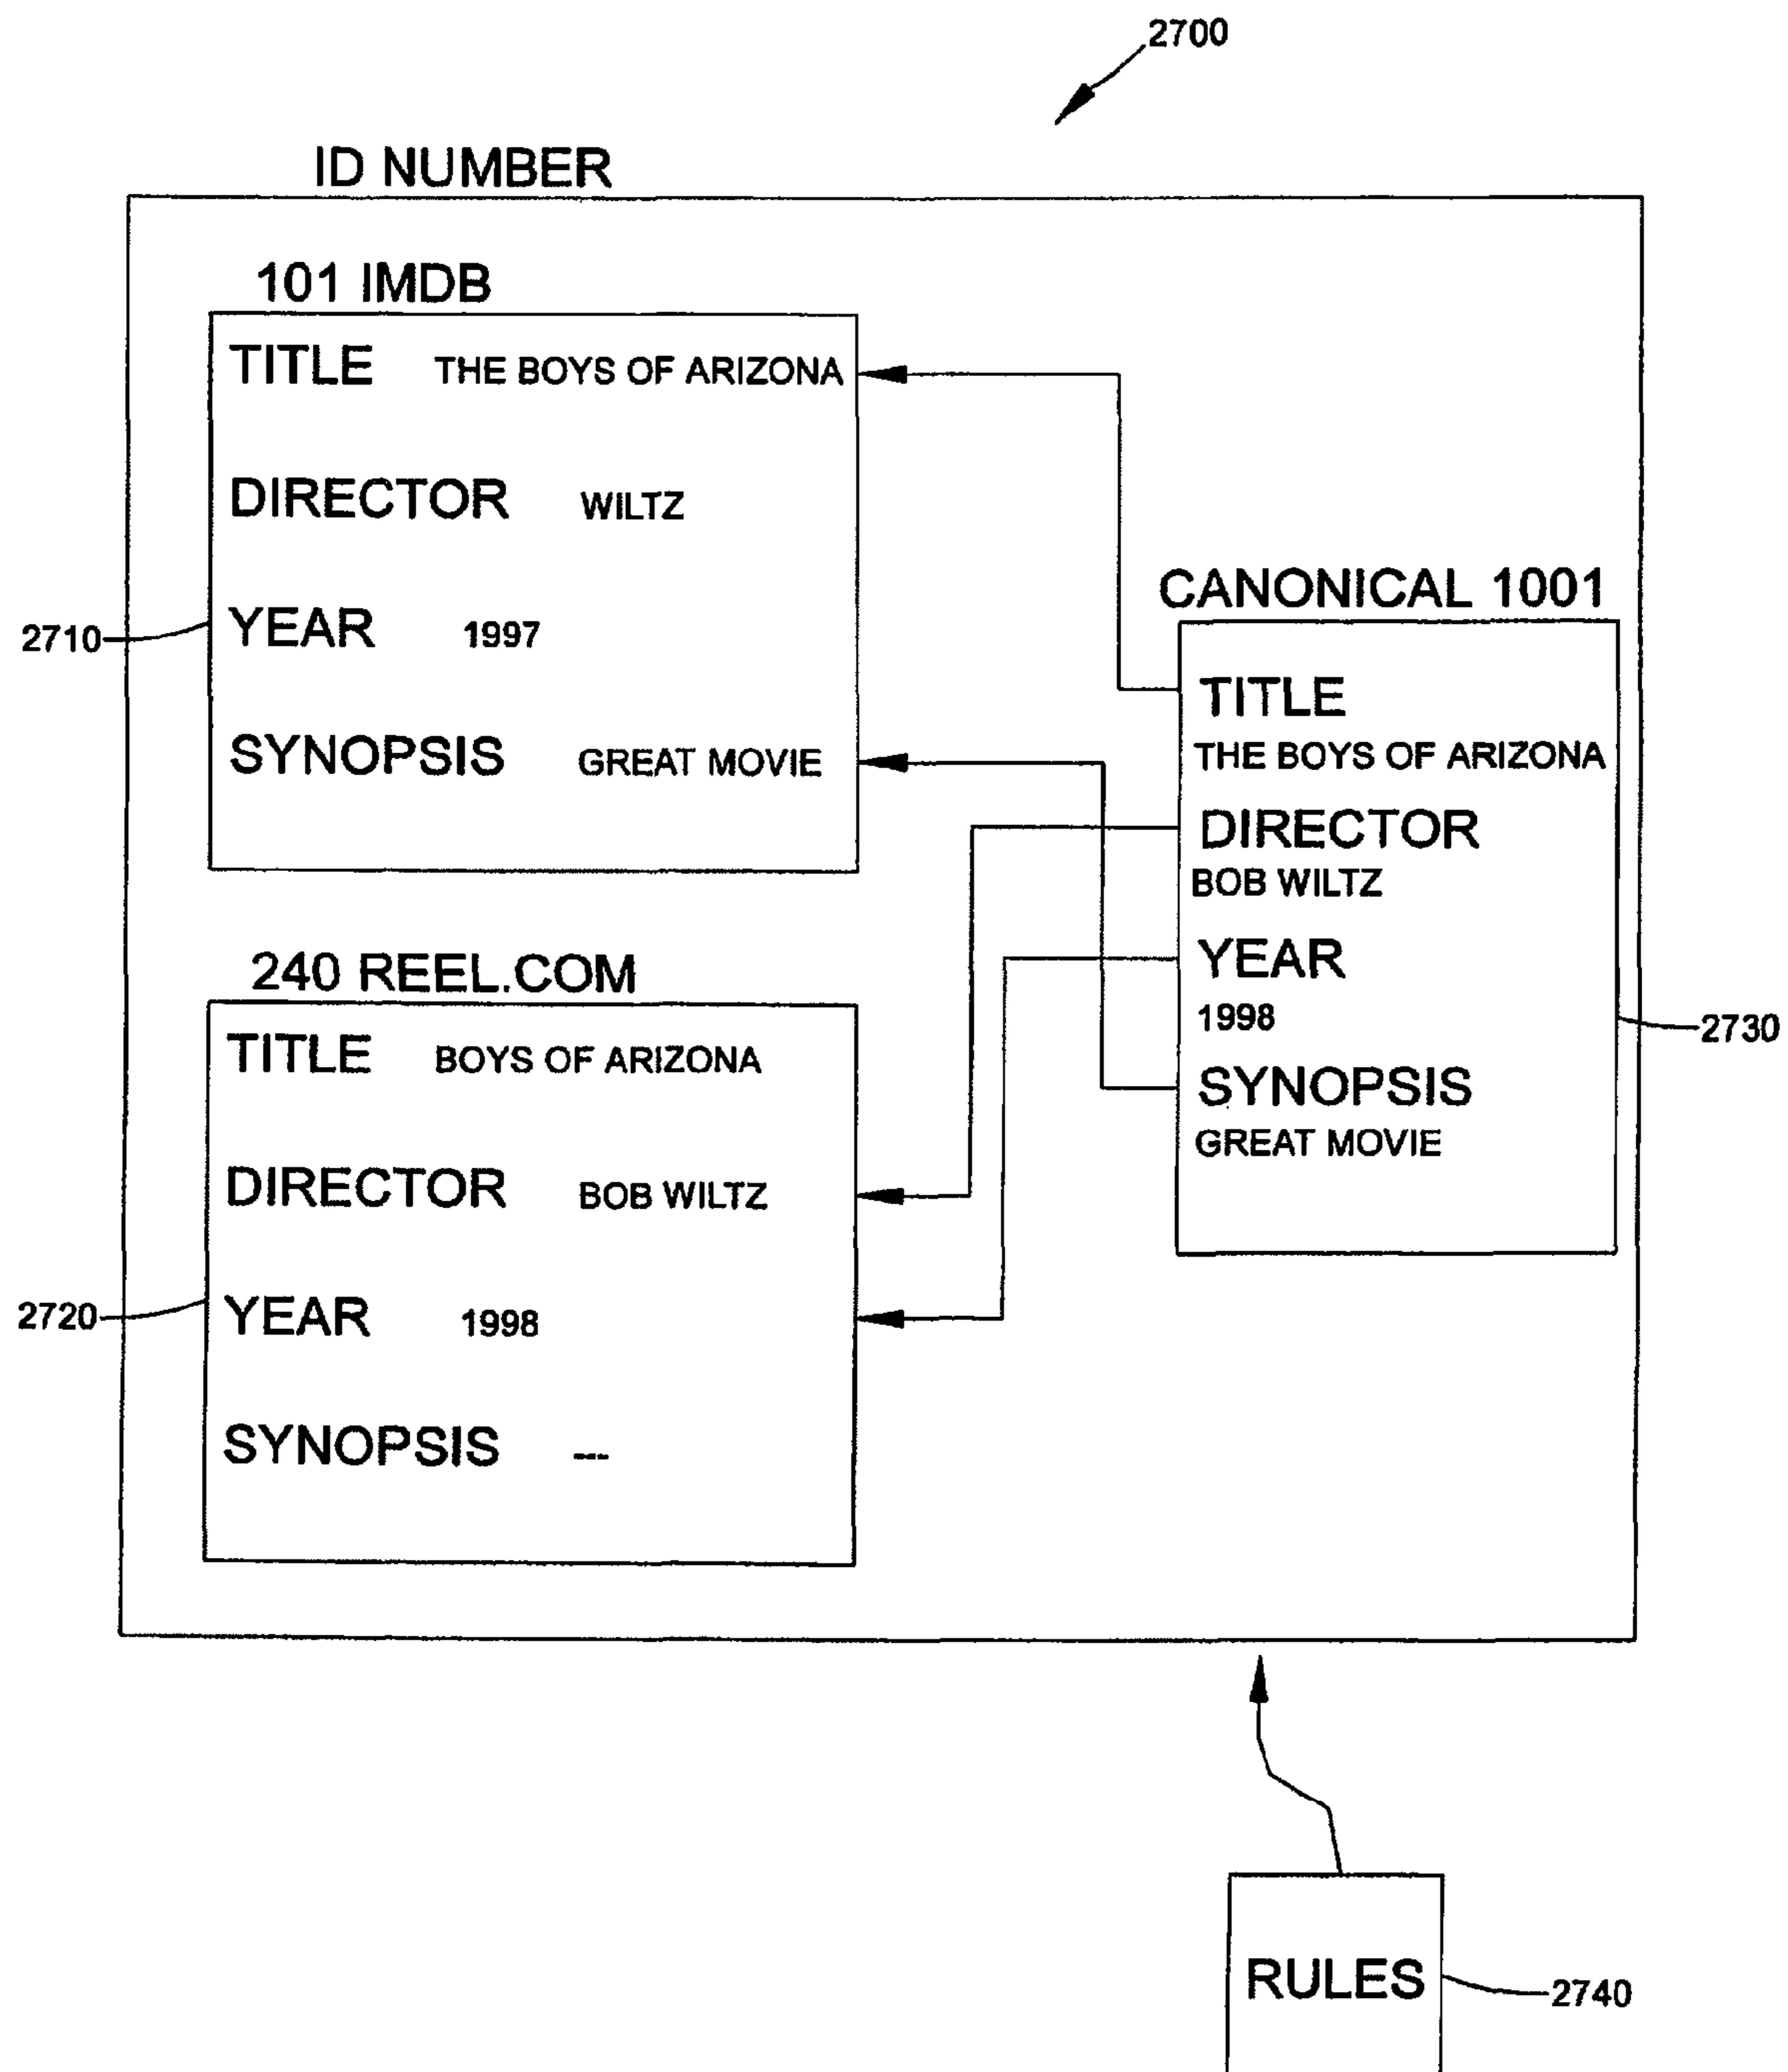 2700
ID NUMBER
101 IMDB
TITLE THE BOYS OF ARIZONA
DIRECTOR WILTZ
YEAR 1997
2710
SYNOPSIS GREAT MOVIE
240 REEL.COM
TITLE BOYS OF ARIZONA
DIRECTOR BOB WILTZ
YEAR 1998
2720
SYNOPSIS ---
CANONICAL 1001
TITLE
THE BOYS OF ARIZONA
DIRECTOR
BOB WILTZ
YEAR
1998
2730
SYNOPSIS
GREAT MOVIE
RULES
2740